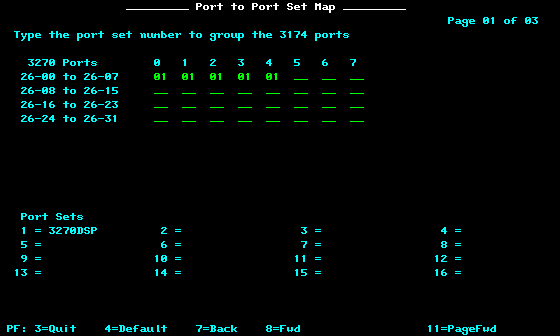 Port to Port Set Map
Page 01 of 03
Type the port set number to group the 3174 ports
3270 Ports 0 1 2 3 4 5 6 7
26-00 to 26-07 01 01 01 01 01 __ __ __
26-08 to 26-15 __ __ __ __ __ __ __ __
26-16 to 26-23 __ __ __ __ __ __ __ __
26-24 to 26-31 __ __ __ __ __ __ __ __
Port Sets
1 = 3270DSP 2 = 3 = 4 =
5 = 6 = 7 = 8 =
9 = 10 = 11 = 12 =
13 = 14 = 15 = 16 =
PF: 3=Quit 4=Default 7=Back 8=Fwd 11=PageFwd